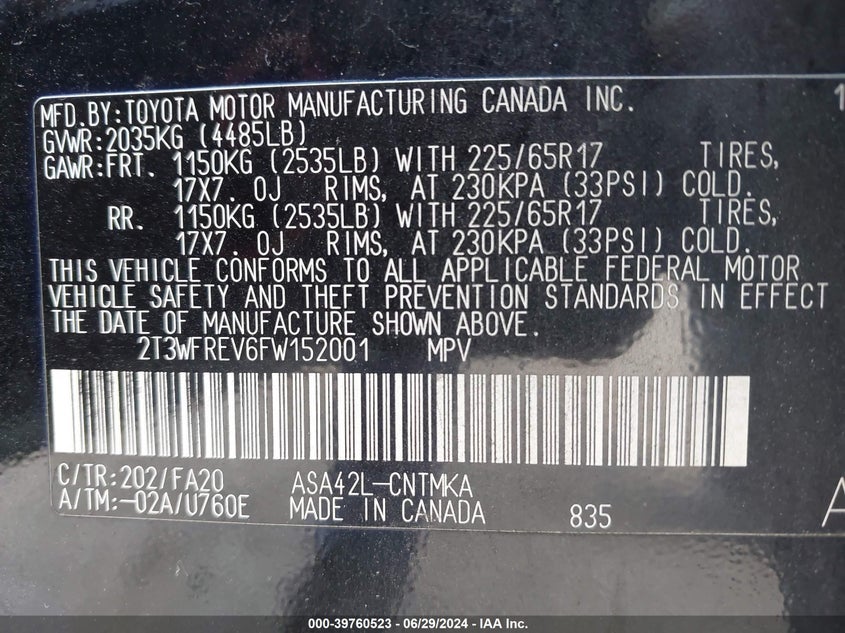 MFD.BY:TOYOTA MOTOR MANUFACTURING CANADA INC. 1
GVWR:2035KG (4485LB)
GAWR:FRT. 1150KG (2535LB) WITH 225/65R17 TIRES,
17X7.0J RIMS, AT 230KPA (33PSI) COLD.
RR. 1150KG (2535LB) WITH 225/65R17 TIRES,
17X7.0J RIMS, AT 230KPA (33PSI) COLD.
THIS VEHICLE CONFORMS TO ALL APPLICABLE FEDERAL MOTOR
VEHICLE SAFETY AND THEFT PREVENTION STANDARDS IN EFFECT
THE DATE OF MANUFACTURE SHOWN ABOVE.
2T3WFREV6FW152001 MPV
C/TR:202/FA20 ASA42L-CNTMKA
A/TM:-02A/U760E MADE IN CANADA 835 A
000-39760523 - 06/29/2024 - IAA Inc.